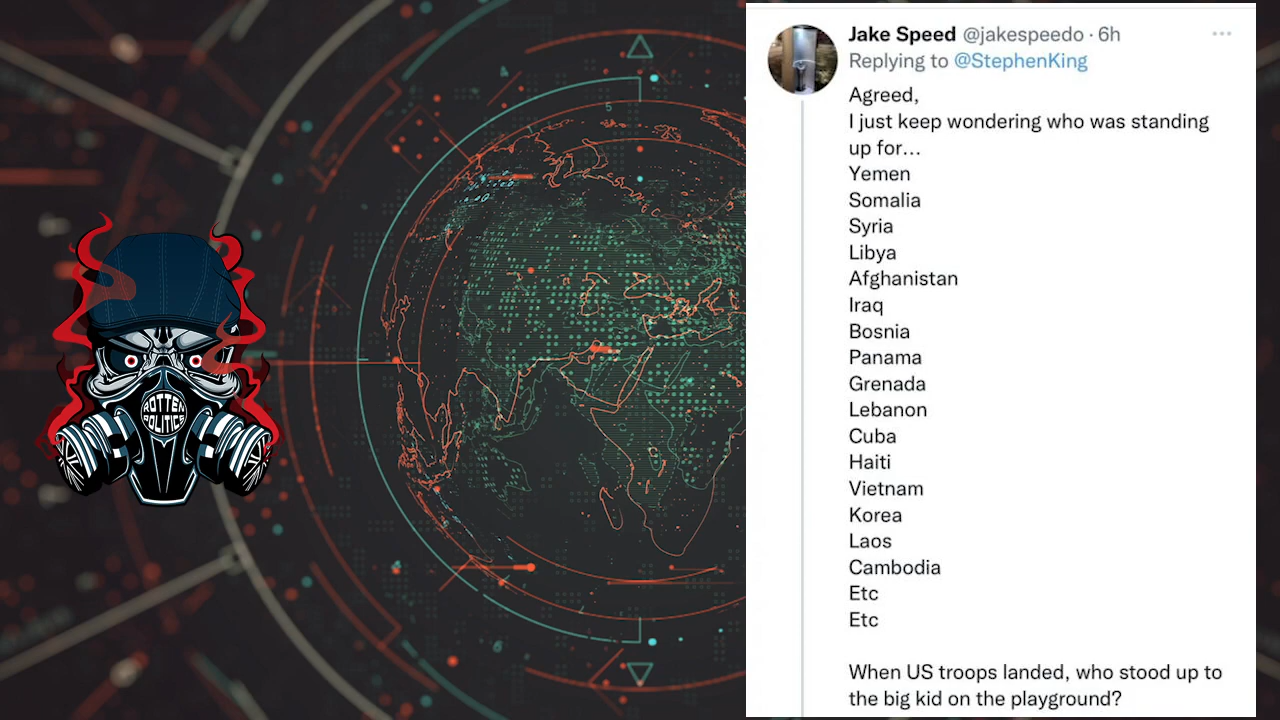 Jake Speed @jakespeedo · 6h
Replying to @StephenKing
Agreed,
I just keep wondering who was standing
up for...
Yemen
Somalia
Syria
Libya
Afghanistan
Iraq
Bosnia
Panama
Grenada
Lebanon
Cuba
Haiti
Vietnam
Korea
Laos
Cambodia
Etc
Etc
When US troops landed, who stood up to
the big kid on the playground?
ROTTEN
POLITICS
5
6